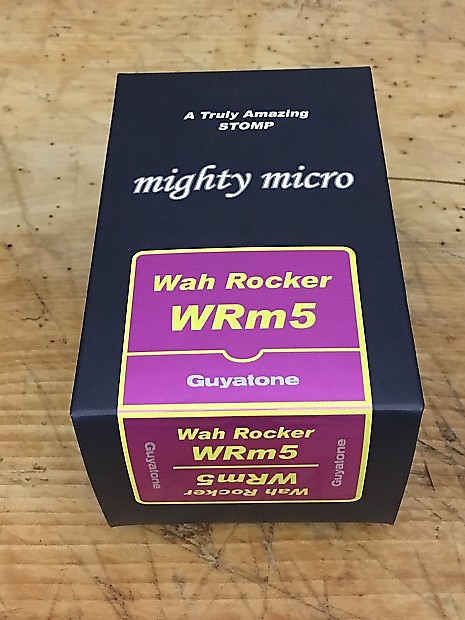 A Truly Amazing
STOMP
mighty micro
Wah Rocker
WRm5
Guyatone
Wah Rocker
WRm5
WRm5
Wah Rocker
Guyatone
Guyatone